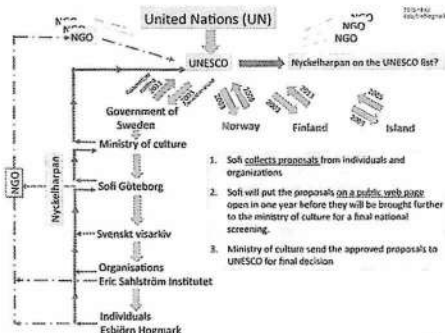 NGO
NGO
NGO
United Nations (UN)
NGO
NGO
NGO
UNESCO
Nyckelharpan on the UNESCO list?
Government of
Sweden
Norway
Finland
Island
Ministry of culture
NGO
Nyckelharpan
Sofi Göteborg
Svenskt visarkiv
Organisations
Eric Sahlström Institutet
Individuals
Esbjörn Hogmark
1. Sofi collects proposals from individuals and
organizations
2. Sofi will put the proposals on a public web page
open in one year before they will be brought further
to the ministry of culture for a final national
screening.
3. Ministry of culture send the approved proposals to
UNESCO for final decision